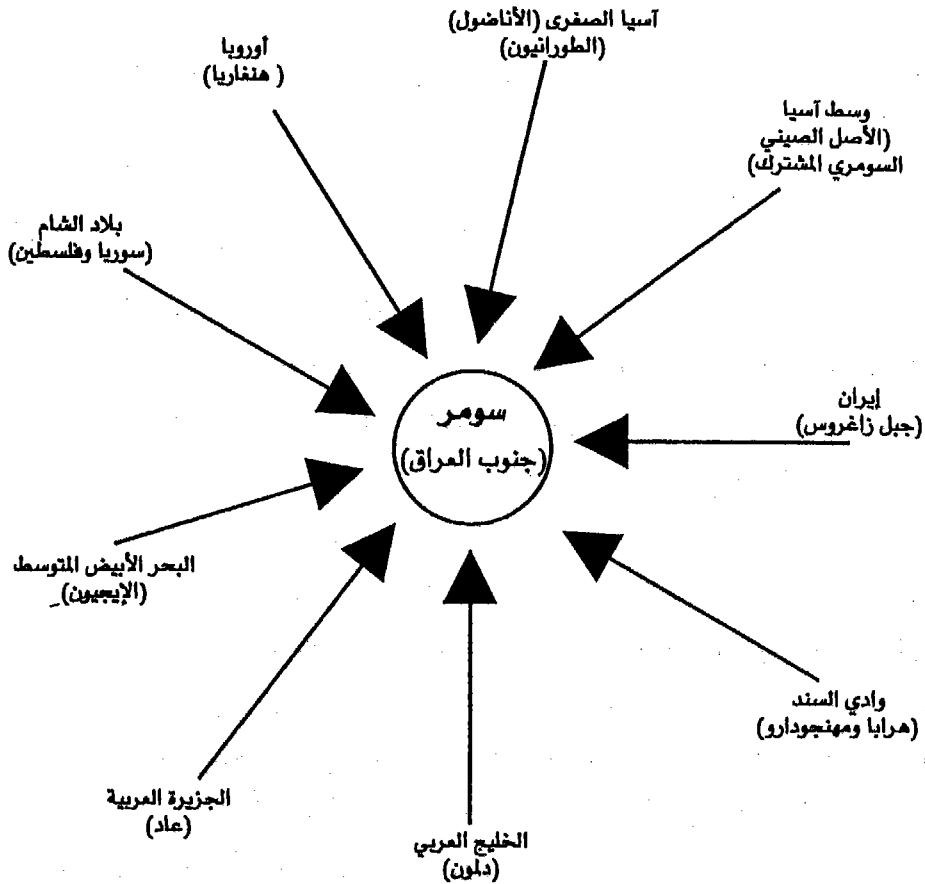 آسيا الصغرى (الأناضول)
(الطورانيون)
أوروبا
( هنغاريا)
وسط آسيا
(الأصل الصيني
السومري المشترك)
بلاد الشام
(سوريا وفلسطين)
إيران
(جبل زاغروس)
سومر
(جنوب العراق)
البحر الأبيض المتوسط
(الإيجيون)
وادي السند
(هرابا ومهنجودارو)
الجزيرة العربية
(عاد)
الخليج العربي
(دلمون)